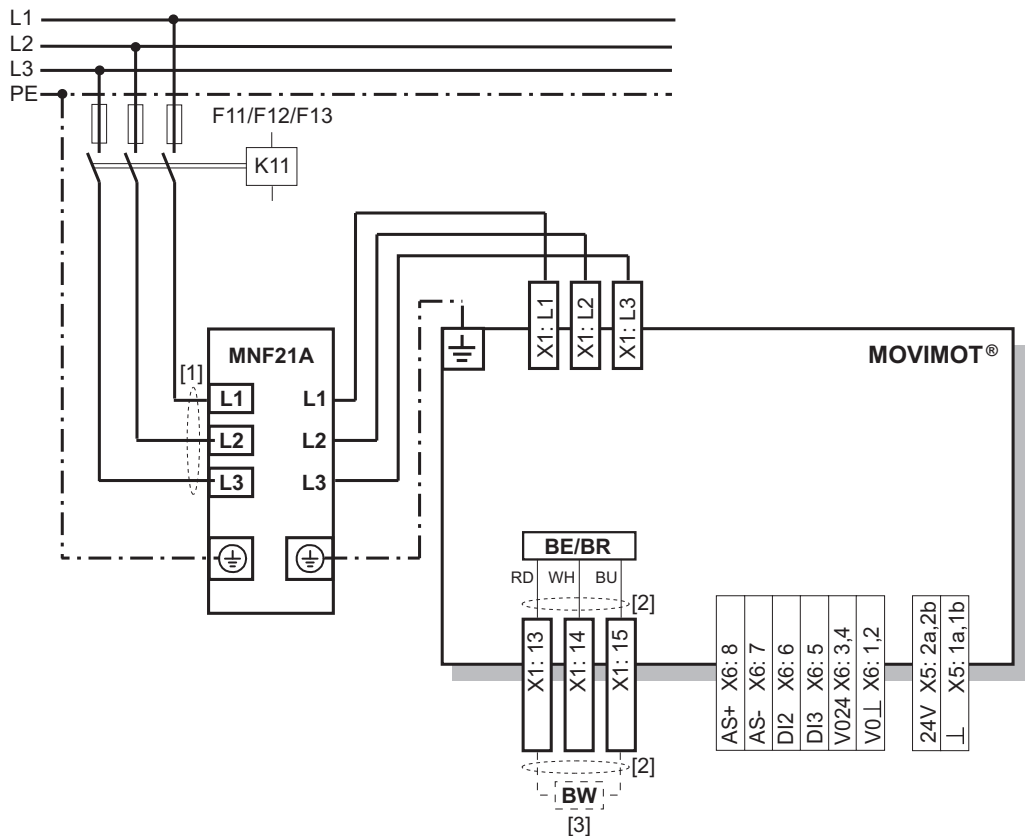 L1
L2
L3
PE
F11/F12/F13
K11
X1: L1
X1: L2
X1: L3
MNF21A
MOVIMOT®
[1]
L1 L1
L2 L2
L3 L3
BE/BR
RD WH BU
[2]
X1: 13
X1: 14
X1: 15
AS+ X6: 8
AS- X6: 7
DI2 X6: 6
DI3 X6: 5
V024 X6: 3,4
V0⊥ X6: 1,2
24V X5: 2a,2b
⊥ X5: 1a,1b
[2]
BW
[3]